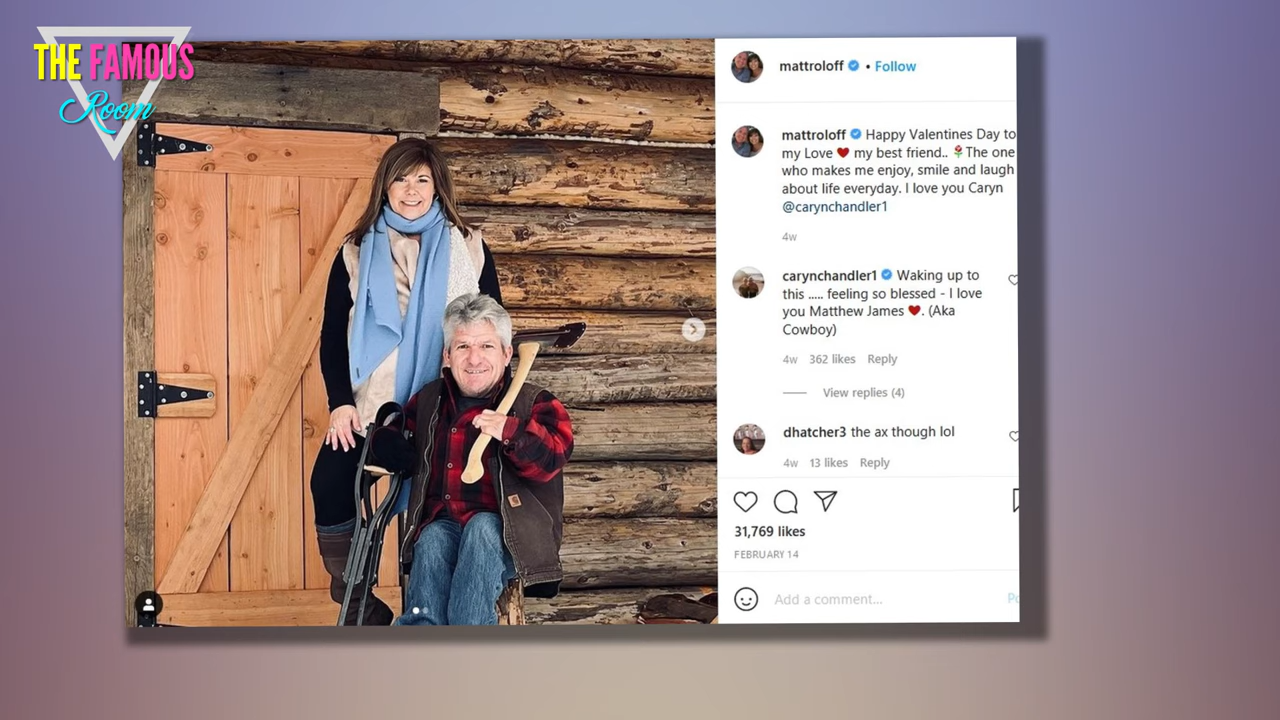 THE FAMOUS
Room
mattroloff • Follow
mattroloff Happy Valentines Day to
my Love ❤ my best friend.. 🌹The one
who makes me enjoy, smile and laugh
about life everyday. I love you Caryn
@carynchandler1
4w
carynchandler1 Waking up to
this ..... feeling so blessed - I love
you Matthew James ❤. (Aka
Cowboy)
4w 362 likes Reply
View replies (4)
dhatcher3 the ax though lol
4w 13 likes Reply
31,769 likes
FEBRUARY 14
Add a comment...